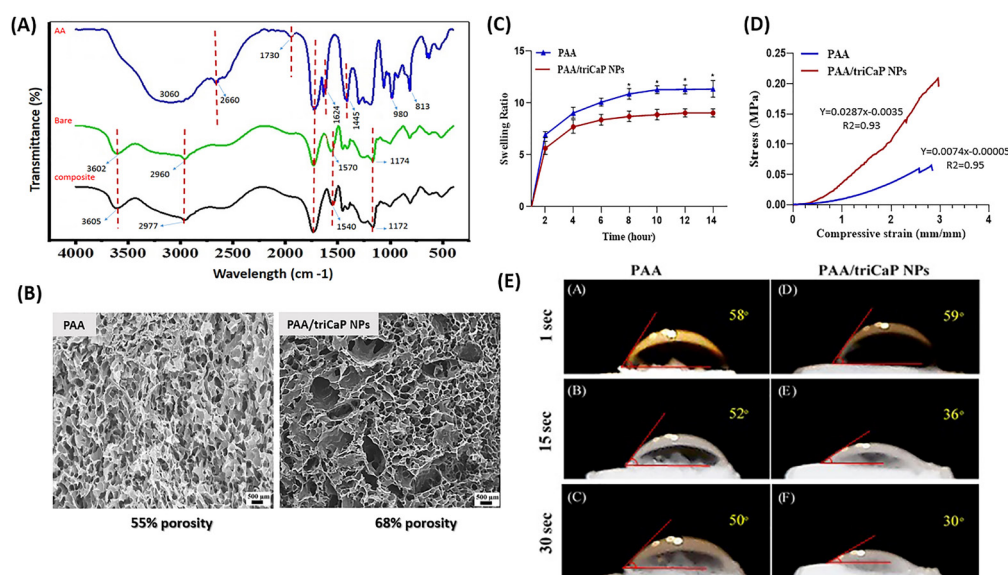 (A)
AA
1730
3060
2660
1624
1445
980
813
Bare
3602
2960
1570
1174
composite
3605
2977
1540
1172
Transmittance (%)
4000 3500 3000 2500 2000 1500 1000 500
Wavelength (cm -1)
(B)
PAA
500 μm
55% porosity
PAA/triCaP NPs
500 μm
68% porosity
(C)
PAA
PAA/triCaP NPs
Swelling Ratio
15
10
5
0
* * * *
2 4 6 8 10 12 14
Time (hour)
(D)
PAA
PAA/triCaP NPs
Stress (MPa)
0.25
0.20
0.15
0.10
0.05
0.00
Y=0.0287x-0.0035
R2=0.93
Y=0.0074x-0.00005
R2=0.95
0 1 2 3 4
Compressive strain (mm/mm)
(E)
PAA PAA/triCaP NPs
1 sec
(A) 58°
(D) 59°
15 sec
(B) 52°
(E) 36°
30 sec
(C) 50°
(F) 30°